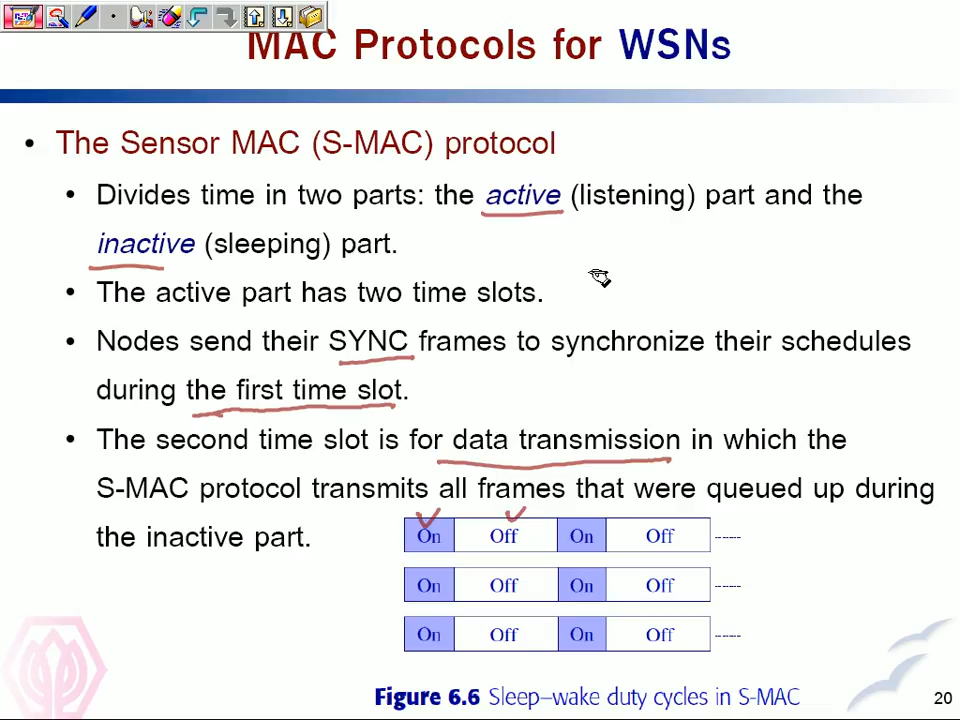 MAC Protocols for WSNs
• The Sensor MAC (S-MAC) protocol
• Divides time in two parts: the active (listening) part and the
inactive (sleeping) part.
• The active part has two time slots.
• Nodes send their SYNC frames to synchronize their schedules
during the first time slot.
• The second time slot is for data transmission in which the
S-MAC protocol transmits all frames that were queued up during
the inactive part.
On Off On Off
On Off On Off
On Off On Off
Figure 6.6 Sleep–wake duty cycles in S-MAC
20